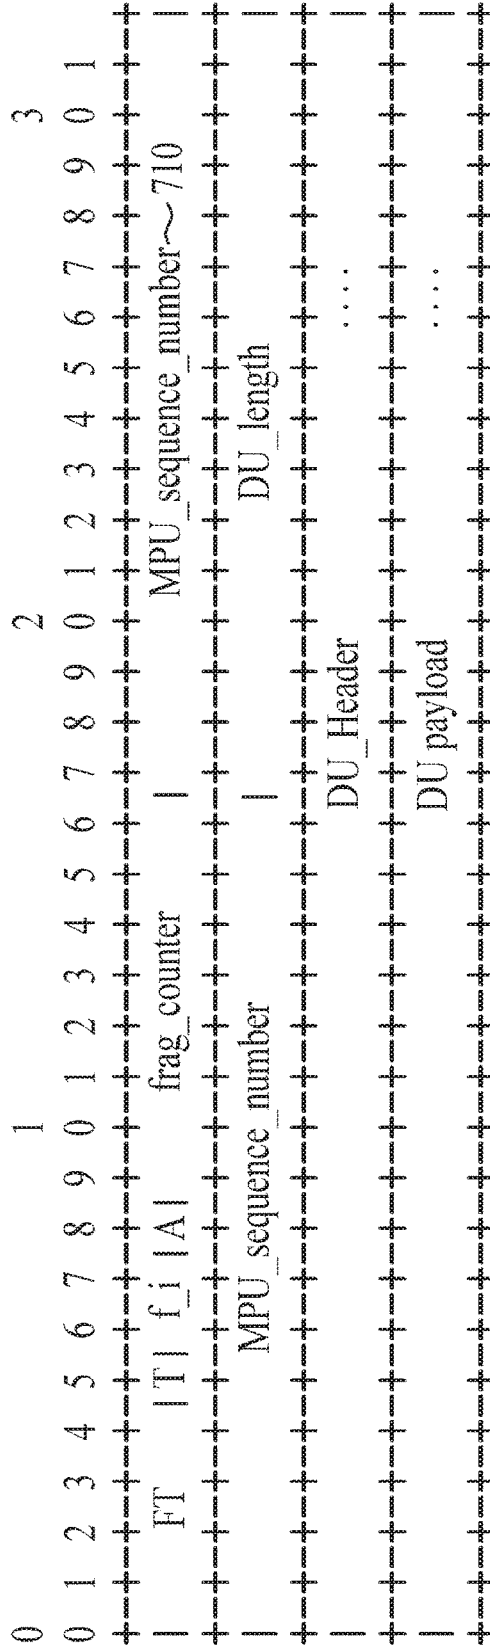 0 1 2 3
0 1 2 3 4 5 6 7 8 9 0 1 2 3 4 5 6 7 8 9 0 1 2 3 4 5 6 7 8 9 0 1
+--+--+--+--+--+--+--+--+--+--+--+--+--+--+--+--+--+--+--+--+--+--+--+--+--+--+--+--+--+--+--+--+
| FT |T| f_i |A| frag_counter | MPU_sequence_number~710 |
+--+--+--+--+--+--+--+--+--+--+--+--+--+--+--+--+--+--+--+--+--+--+--+--+--+--+--+--+--+--+--+--+
| MPU_sequence_number | DU_length |
+--+--+--+--+--+--+--+--+--+--+--+--+--+--+--+--+--+--+--+--+--+--+--+--+--+--+--+--+--+--+--+--+
| DU_Header .... |
+--+--+--+--+--+--+--+--+--+--+--+--+--+--+--+--+--+--+--+--+--+--+--+--+--+--+--+--+--+--+--+--+
| DU payload .... |
+--+--+--+--+--+--+--+--+--+--+--+--+--+--+--+--+--+--+--+--+--+--+--+--+--+--+--+--+--+--+--+--+